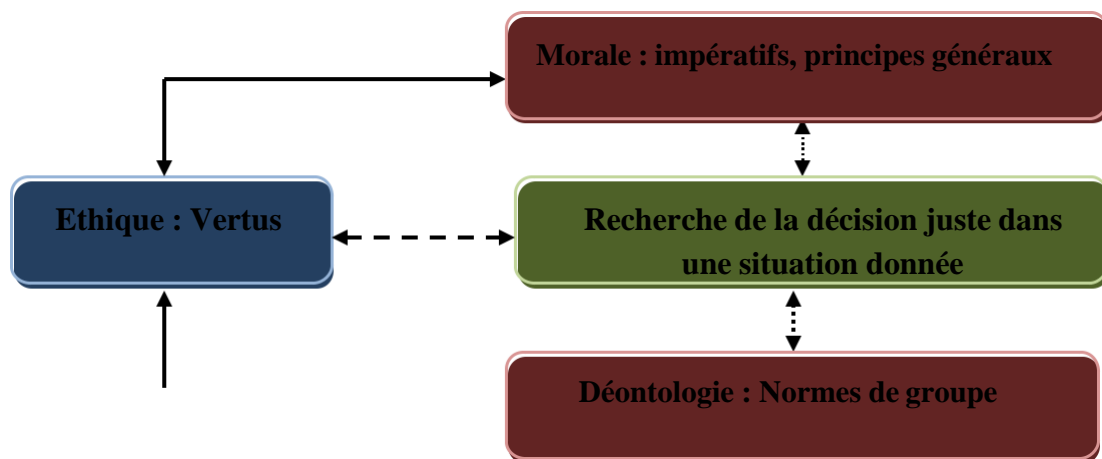 Morale : impératifs, principes généraux
Ethique : Vertus
Recherche de la décision juste dans
une situation donnée
Déontologie : Normes de groupe